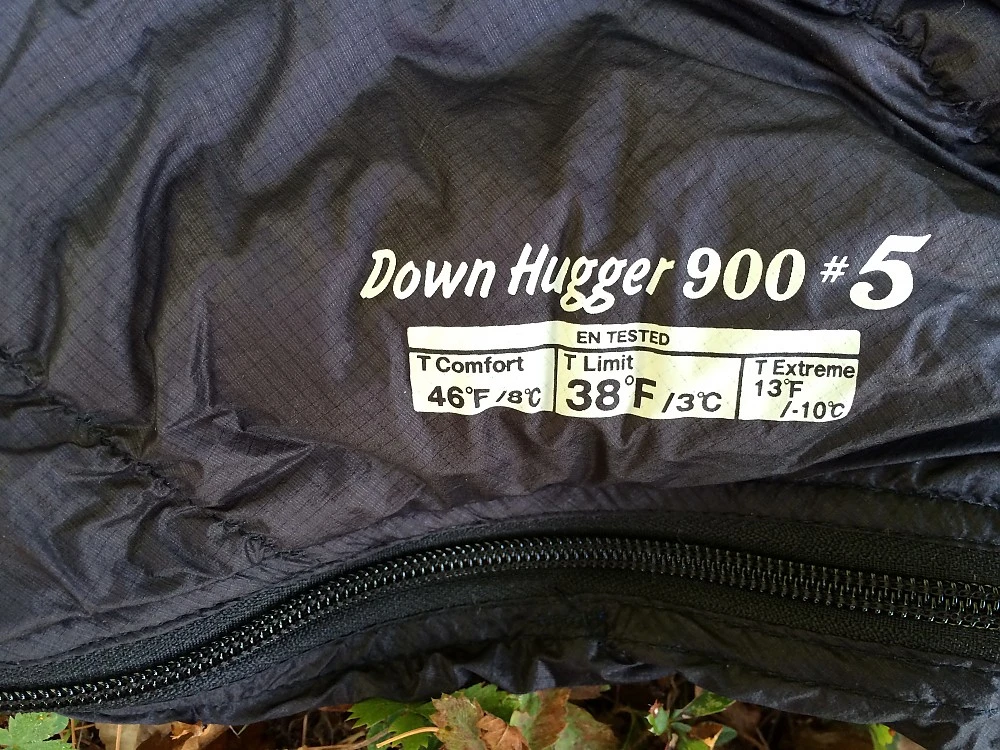 Down Hugger 900 #5
EN TESTED
T Comfort
46°F /8℃
T Limit
38°F /3℃
T Extreme
13°F
/-10℃